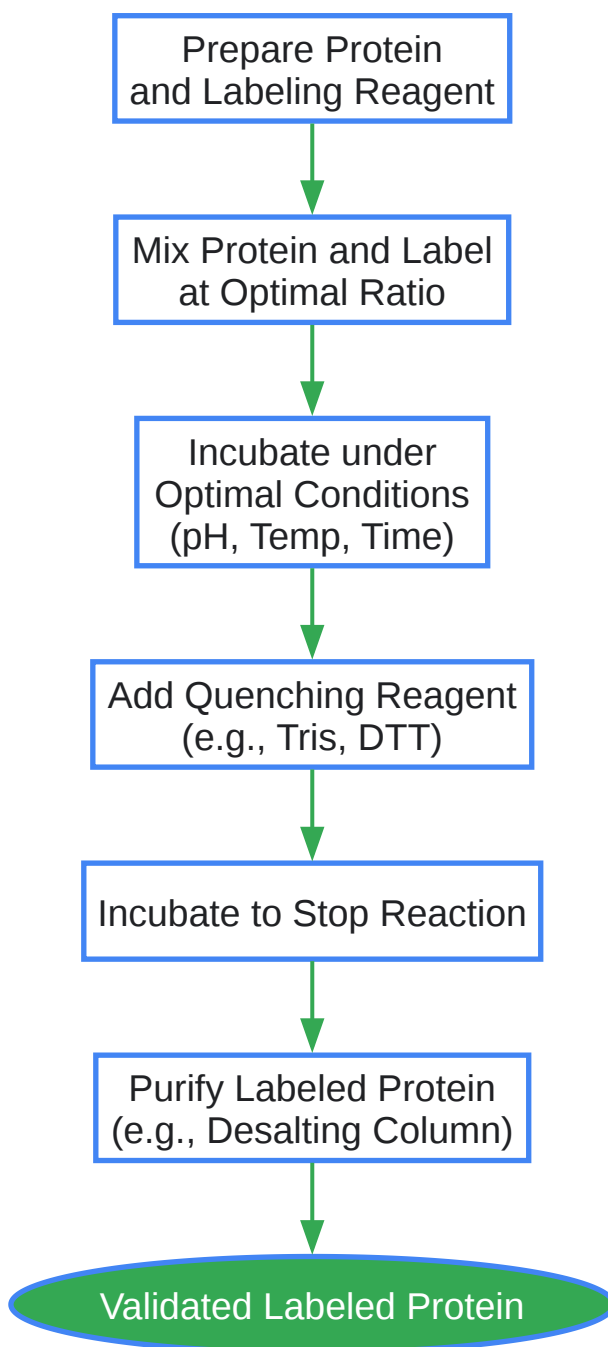 Prepare Protein
and Labeling Reagent
Mix Protein and Label
at Optimal Ratio
Incubate under
Optimal Conditions
(pH, Temp, Time)
Add Quenching Reagent
(e.g., Tris, DTT)
Incubate to Stop Reaction
Purify Labeled Protein
(e.g., Desalting Column)
Validated Labeled Protein